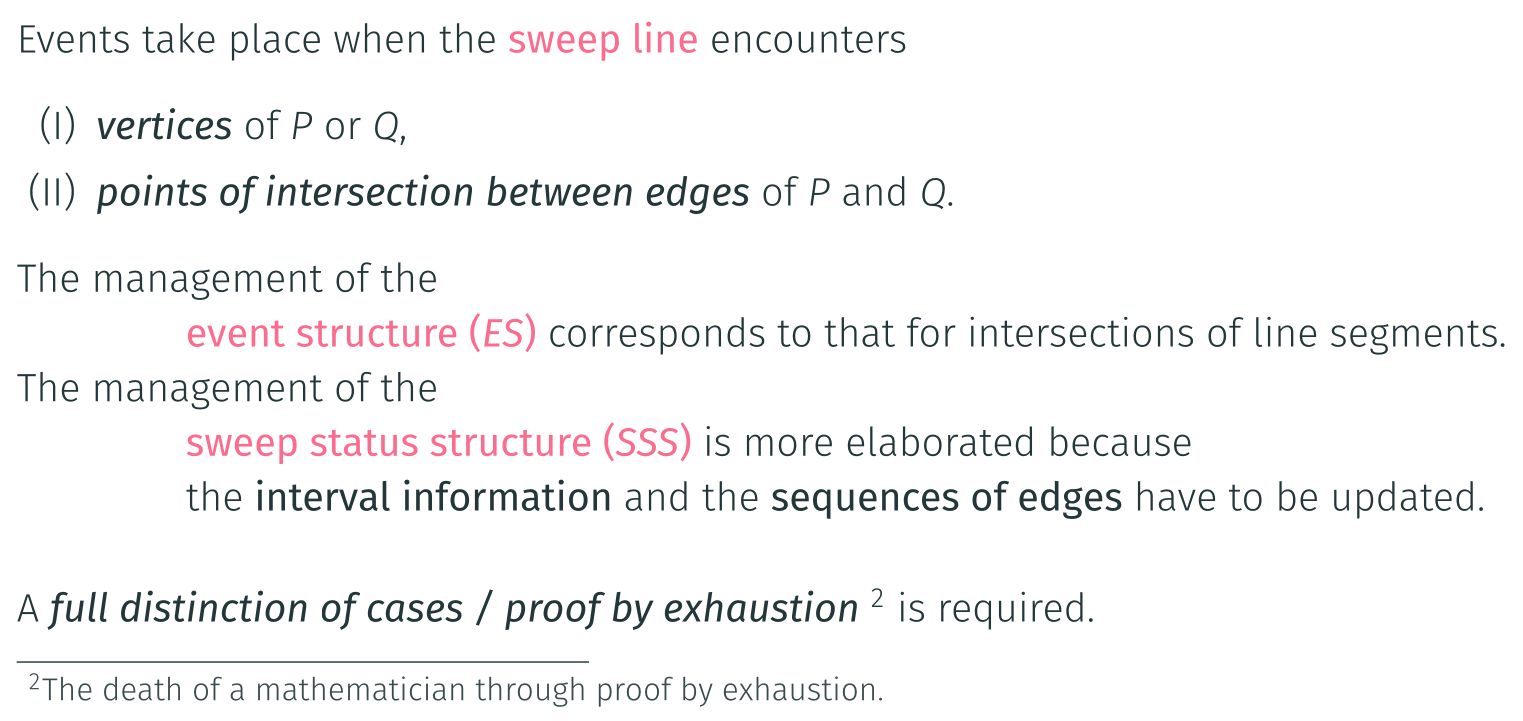 Events take place when the sweep line encounters
(I) vertices of P or Q,
(II) points of intersection between edges of P and Q.
The management of the
event structure (ES) corresponds to that for intersections of line segments.
The management of the
sweep status structure (SSS) is more elaborated because
the interval information and the sequences of edges have to be updated.
A full distinction of cases / proof by exhaustion 2 is required.
2The death of a mathematician through proof by exhaustion.